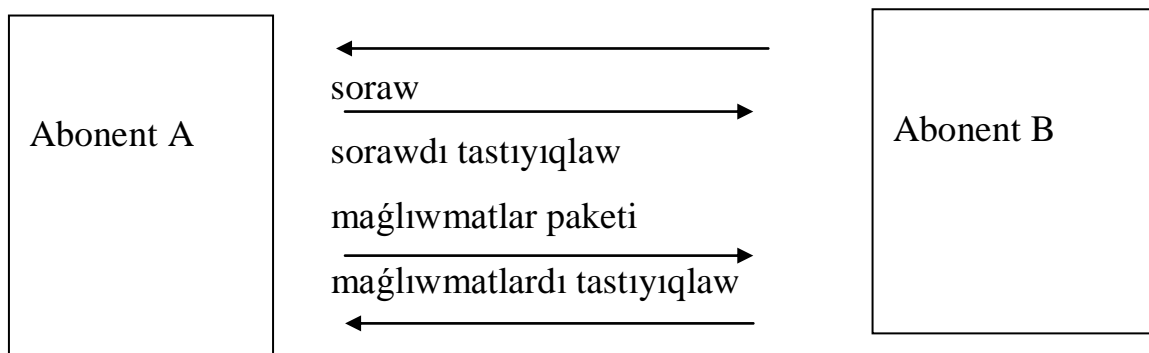 soraw
Abonent A
Abonent B
sorawdı tastıyıqlaw
maǵlıwmatlar paketi
maǵlıwmatlardı tastıyıqlaw